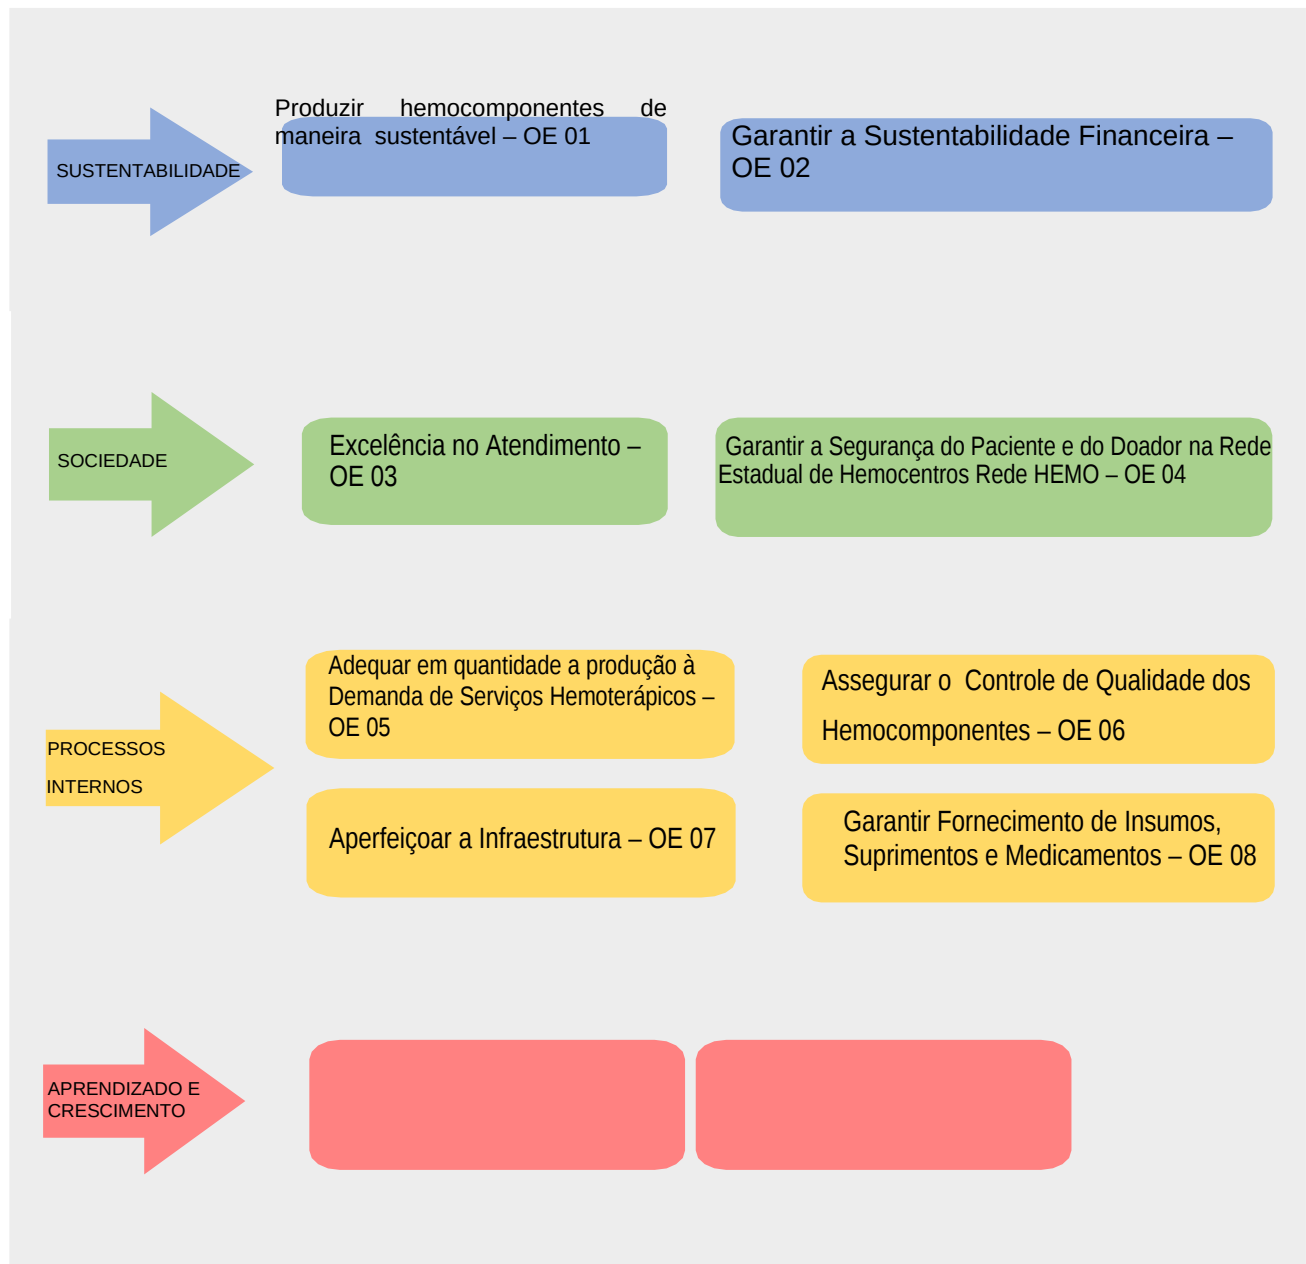 SUSTENTABILIDADE
Produzir hemocomponentes de
maneira sustentável – OE 01
Garantir a Sustentabilidade Financeira –
OE 02
SOCIEDADE
Excelência no Atendimento –
OE 03
Garantir a Segurança do Paciente e do Doador na Rede
Estadual de Hemocentros Rede HEMO – OE 04
PROCESSOS
INTERNOS
Adequar em quantidade a produção à
Demanda de Serviços Hemoterápicos –
OE 05
Assegurar o Controle de Qualidade dos
Hemocomponentes – OE 06
Aperfeiçoar a Infraestrutura – OE 07
Garantir Fornecimento de Insumos,
Suprimentos e Medicamentos – OE 08
APRENDIZADO E
CRESCIMENTO